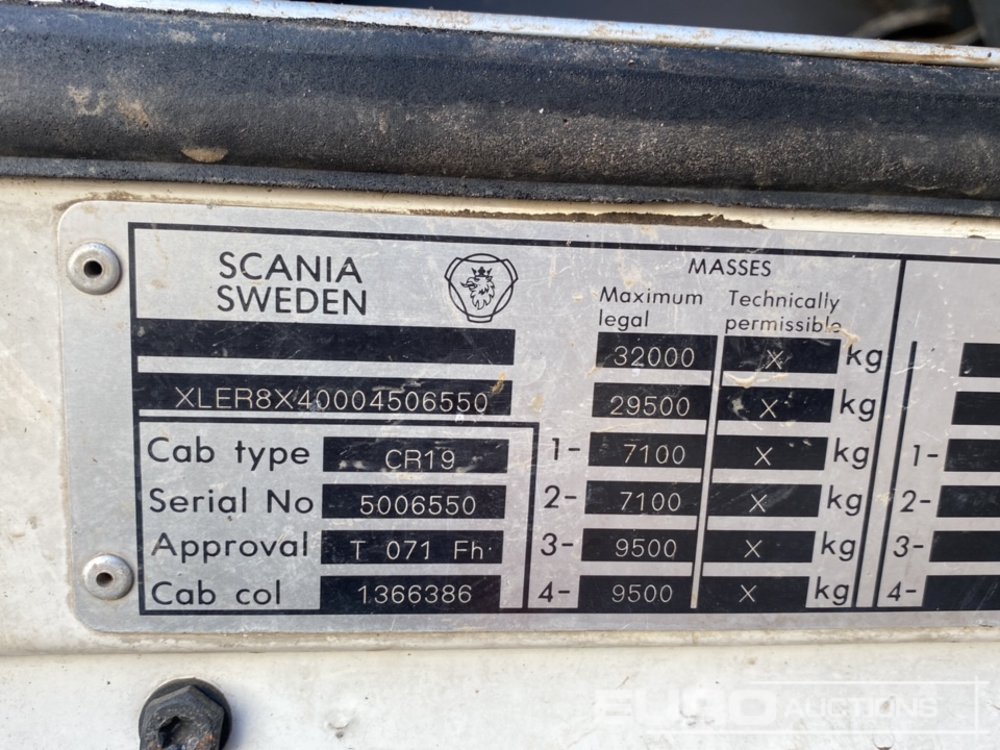 SCANIA
SWEDEN
MASSES
Maximum legal
Technically permissible
32000 X kg
XLER8X40004506550
29500 X kg
Cab type CR19
1- 7100 X kg 1-
Serial No 5006550
2- 7100 X kg 2-
Approval T 071 Fh
3- 9500 X kg 3-
Cab col 1366386
4- 9500 X kg 4-
EURO AUCTIONS